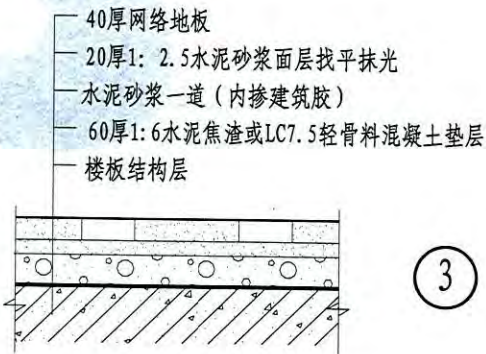 40厚网络地板
20厚1: 2.5水泥砂浆面层找平抹光
水泥砂浆一道（内掺建筑胶）
60厚1:6水泥焦渣或LC7.5轻骨料混凝土垫层
楼板结构层
3